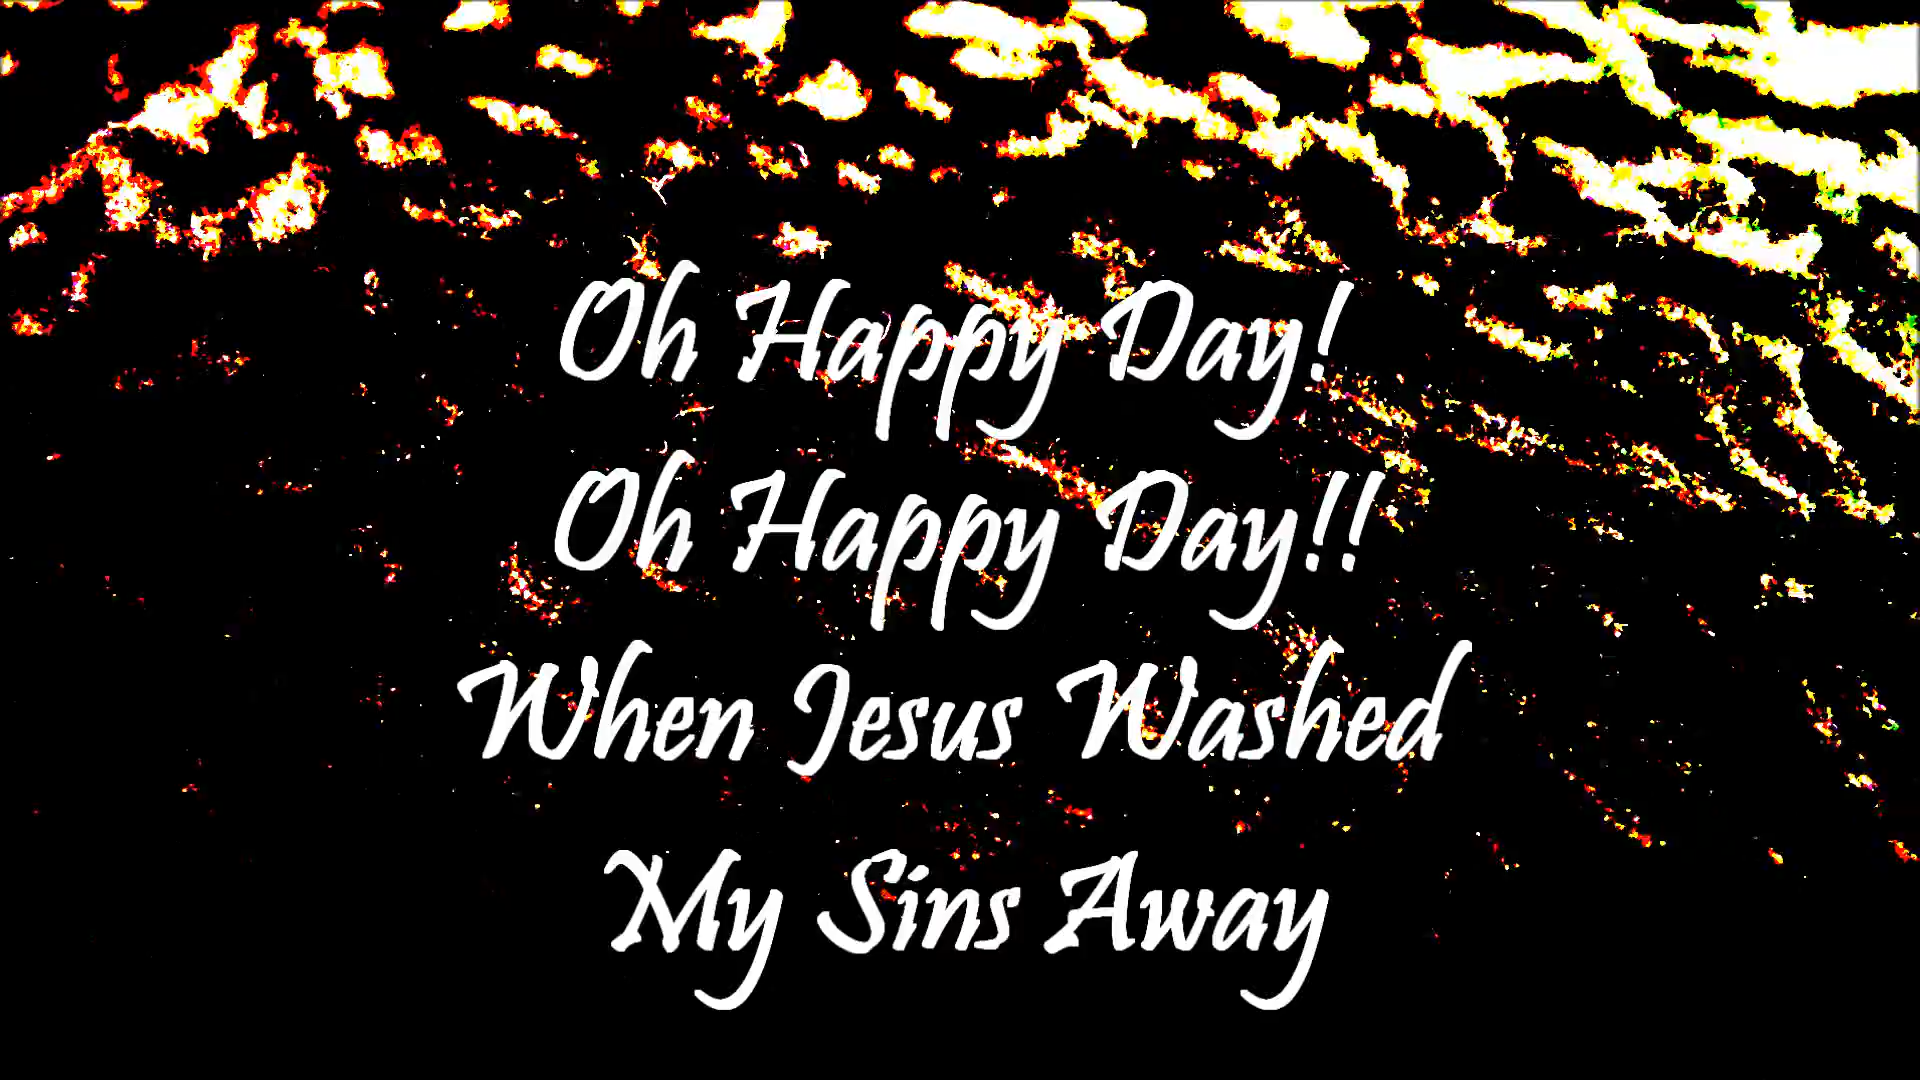 Oh Happy Day!
Oh Happy Day!!
When Jesus Washed
My Sins Away